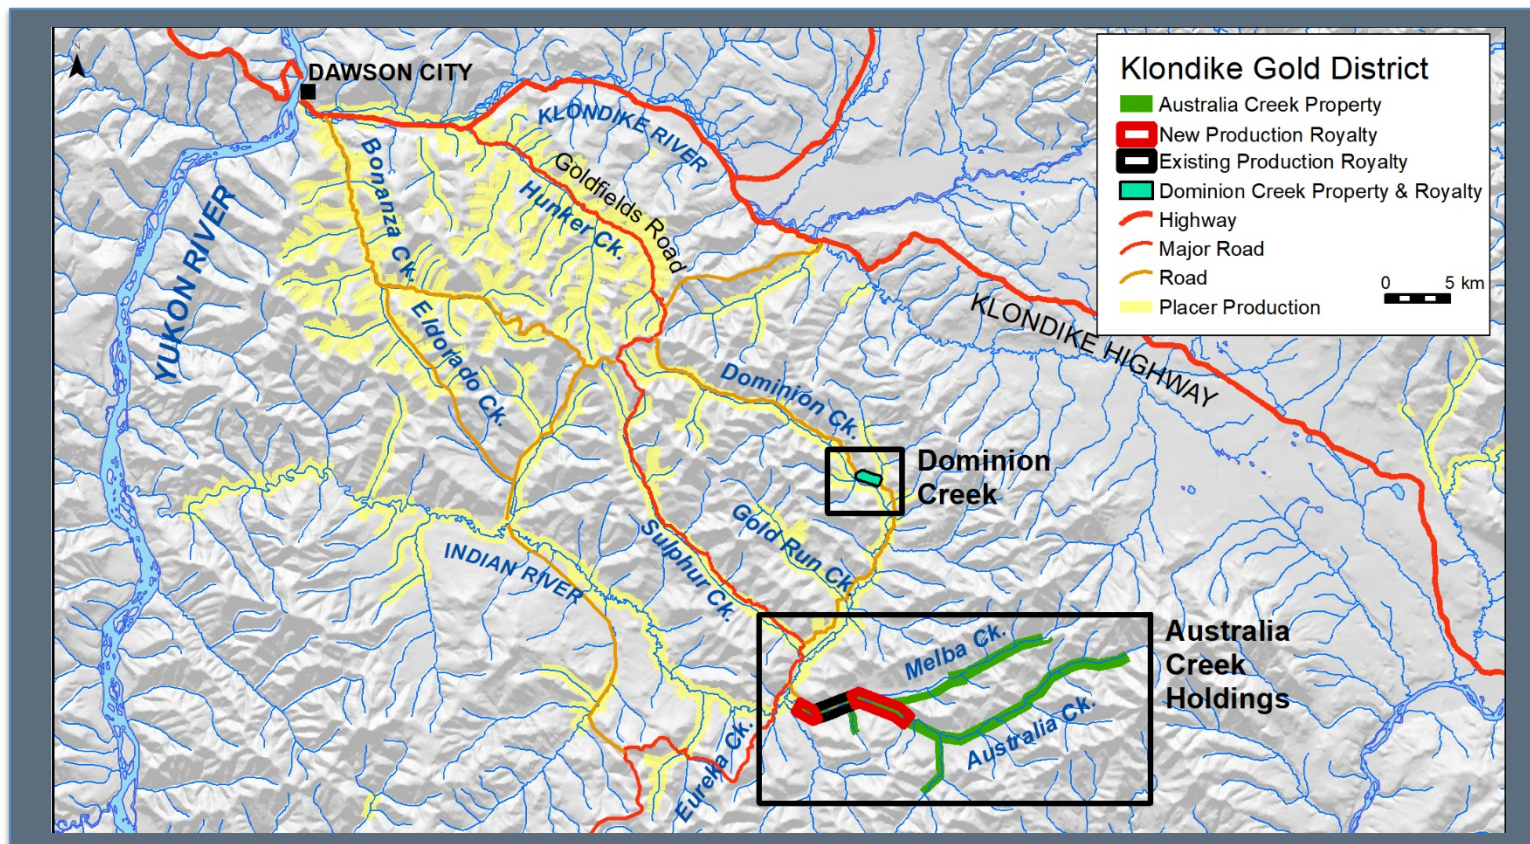 N
DAWSON CITY
KLONDIKE RIVER
Goldfields Road
Bonanza Ck.
Hunker Ck.
YUKON RIVER
Eldorado Ck.
Dominion Ck.
KLONDIKE HIGHWAY
Dominion
Creek
Gold Run Ck.
Sulphur Ck.
INDIAN RIVER
Melba Ck.
Australia Ck.
Eureka Ck.
Australia
Creek
Holdings
Klondike Gold District
Australia Creek Property
New Production Royalty
Existing Production Royalty
Dominion Creek Property & Royalty
Highway
Major Road
Road
Placer Production
0 5 km